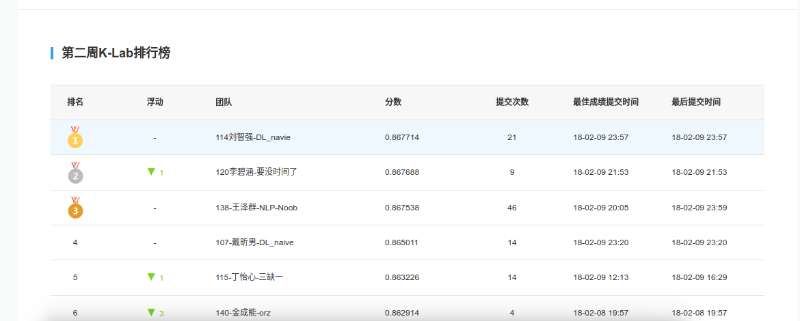 第二周K-Lab排行榜
排名 浮动 团队 分数 提交次数 最佳成绩提交时间 最后提交时间
1 - 114刘智强-DL_navie 0.867714 21 18-02-09 23:57 18-02-09 23:57
2 ▼ 1 120李碧涵-要没时间了 0.867688 9 18-02-09 21:53 18-02-09 21:53
3 - 138-王泽群-NLP-Noob 0.867538 46 18-02-09 20:05 18-02-09 23:59
4 - 107-戴昕男-DL_naive 0.865011 14 18-02-09 23:20 18-02-09 23:20
5 ▼ 1 115-丁怡心-三缺一 0.863226 14 18-02-09 12:13 18-02-09 16:29
6 ▼ 2 140-金成能-orz 0.862914 4 18-02-08 19:57 18-02-08 19:57